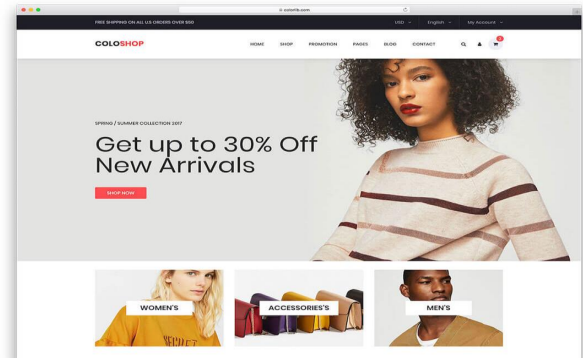 colorlib.com
FREE SHIPPING ON ALL U.S ORDERS OVER $50
USD
English
My Account
COLOSHOP
HOME
SHOP
PROMOTION
PAGES
BLOG
CONTACT
SPRING / SUMMER COLLECTION 2017
Get up to 30% Off
New Arrivals
SHOP NOW
WOMEN'S
ACCESSORIES'S
MEN'S